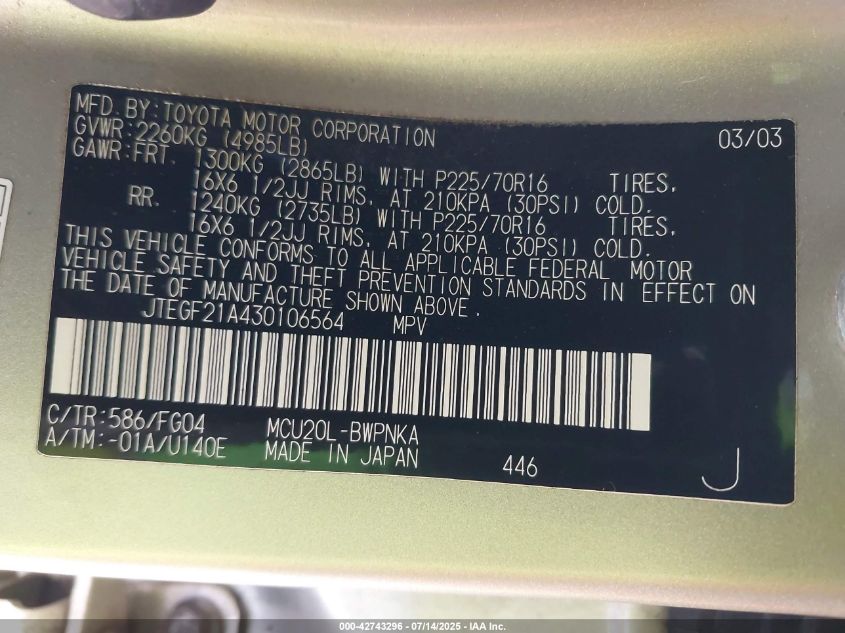 MFD. BY: TOYOTA MOTOR CORPORATION 03/03
GVWR: 2260KG (4985LB)
GAWR: FRT. 1300KG (2865LB) WITH P225/70R16 TIRES,
16X6 1/2JJ RIMS, AT 210KPA (30PSI) COLD.
RR. 1240KG (2735LB) WITH P225/70R16 TIRES,
16X6 1/2JJ RIMS, AT 210KPA (30PSI) COLD.
THIS VEHICLE CONFORMS TO ALL APPLICABLE FEDERAL MOTOR
VEHICLE SAFETY AND THEFT PREVENTION STANDARDS IN EFFECT ON
THE DATE OF MANUFACTURE SHOWN ABOVE.
JTEGF21A430106564 MPV
C/TR: 586/FG04 MCU20L-BWPNKA
A/TM: -01A/U140E MADE IN JAPAN 446 J
000-42743296 - 07/14/2025 - IAA Inc.